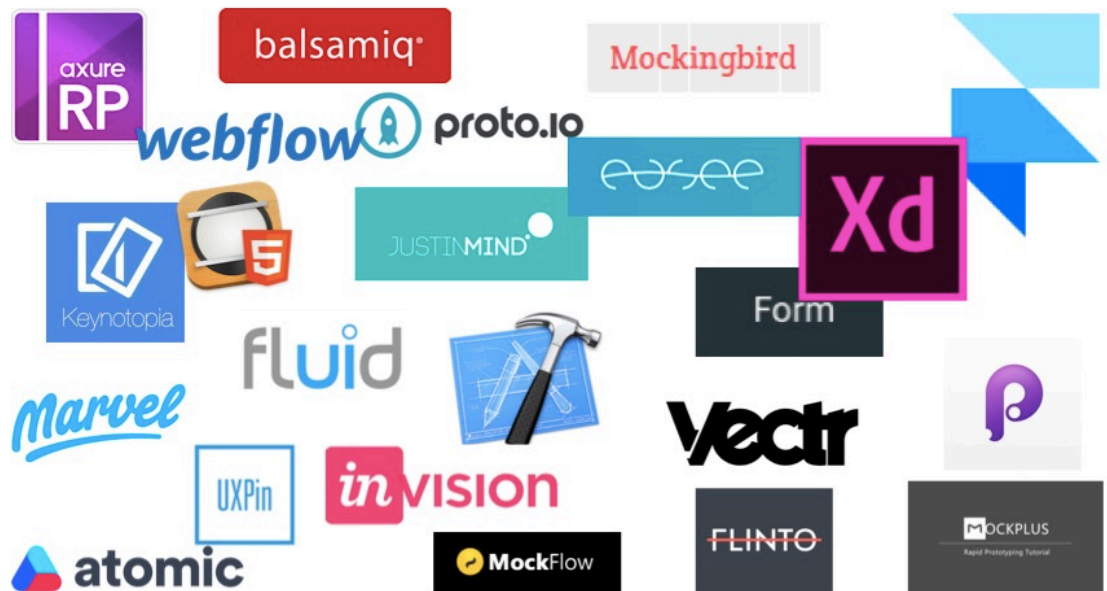 axure
RP
balsamiq®
Mockingbird
webflow
proto.io
easee
Xd
JUSTINMIND
5
Keynotopia
Form
fluid
Marvel
Vectr
UXPin
inVISION
FLINTO
MOCKPLUS
Rapid Prototyping Tutorial
atomic
MockFlow